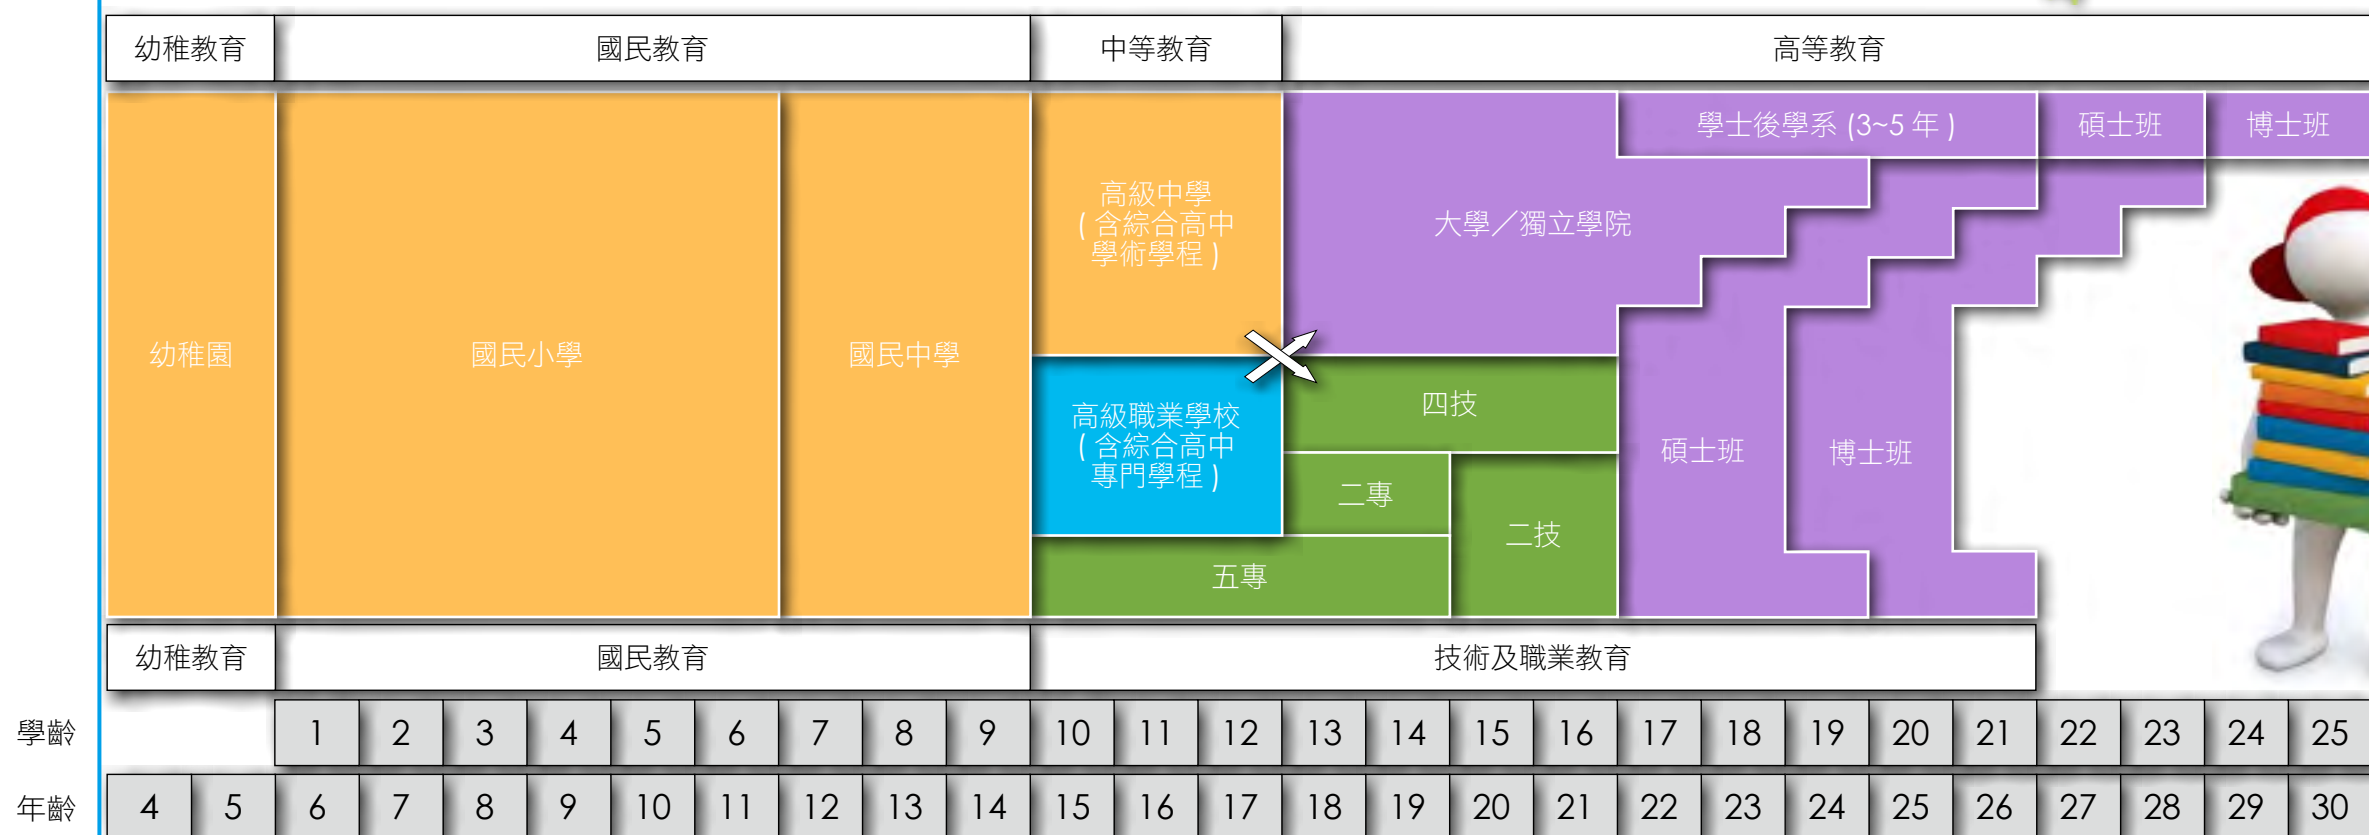 幼稚教育
國民教育
中等教育
高等教育
學士後學系 (3~5 年 )
碩士班
博士班
高級中學
( 含綜合高中
學術學程 )
大學／獨立學院
幼稚園
國民小學
國民中學
高級職業學校
( 含綜合高中
專門學程 )
四技
二專
二技
五專
碩士班
博士班
幼稚教育
國民教育
技術及職業教育
學齡 1 2 3 4 5 6 7 8 9 10 11 12 13 14 15 16 17 18 19 20 21 22 23 24 25
年齡 4 5 6 7 8 9 10 11 12 13 14 15 16 17 18 19 20 21 22 23 24 25 26 27 28 29 30